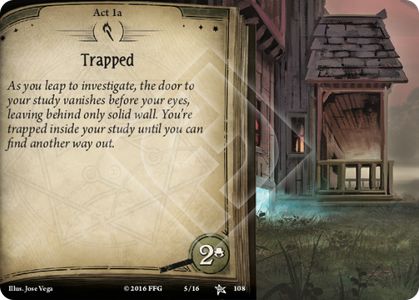 Act 1a
Trapped
As you leap to investigate, the door to
your study vanishes before your eyes,
leaving behind only solid wall. You're
trapped inside your study until you can
find another way out.
2
Illus. Jose Vega
© 2016 FFG
5/16
108